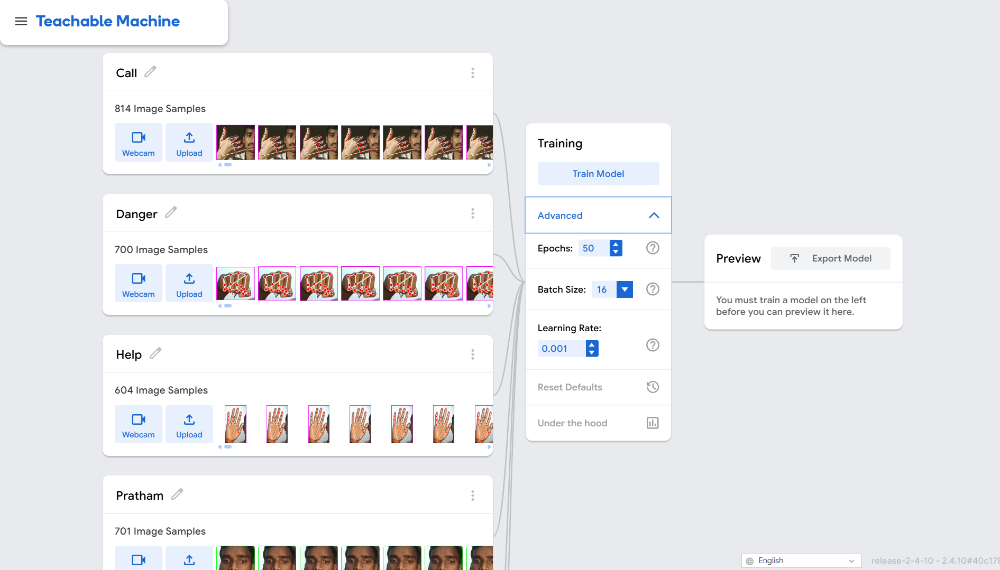 Teachable Machine
Call
814 Image Samples
Webcam
Upload
Danger
700 Image Samples
Webcam
Upload
Help
604 Image Samples
Webcam
Upload
Pratham
701 Image Samples
Training
Train Model
Advanced
Epochs: 50
Batch Size: 16
Learning Rate:
0.001
Reset Defaults
Under the hood
Preview
Export Model
You must train a model on the left
before you can preview it here.
English
release-2-4-10 - 2.4.10#40c178